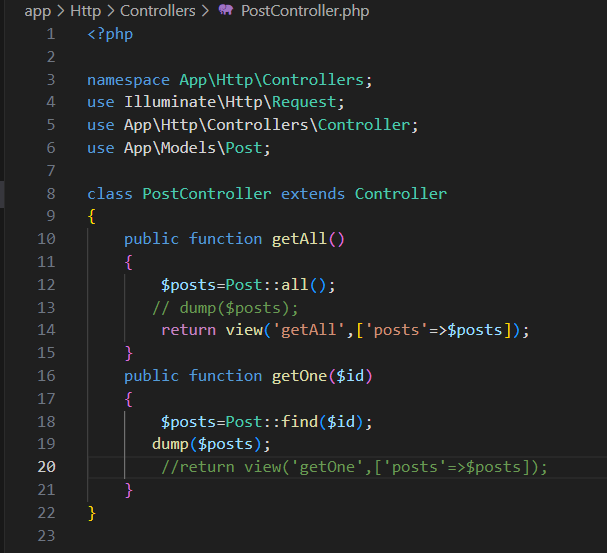 app > Http > Controllers > PostController.php
1 <?php
2
3 namespace App\Http\Controllers;
4 use Illuminate\Http\Request;
5 use App\Http\Controllers\Controller;
6 use App\Models\Post;
7
8 class PostController extends Controller
9 {
10     public function getAll()
11     {
12         $posts=Post::all();
13        // dump($posts);
14         return view('getAll',['posts'=>$posts]);
15     }
16     public function getOne($id)
17     {
18         $posts=Post::find($id);
19        dump($posts);
20         //return view('getOne',['posts'=>$posts]);
21     }
22 }
23